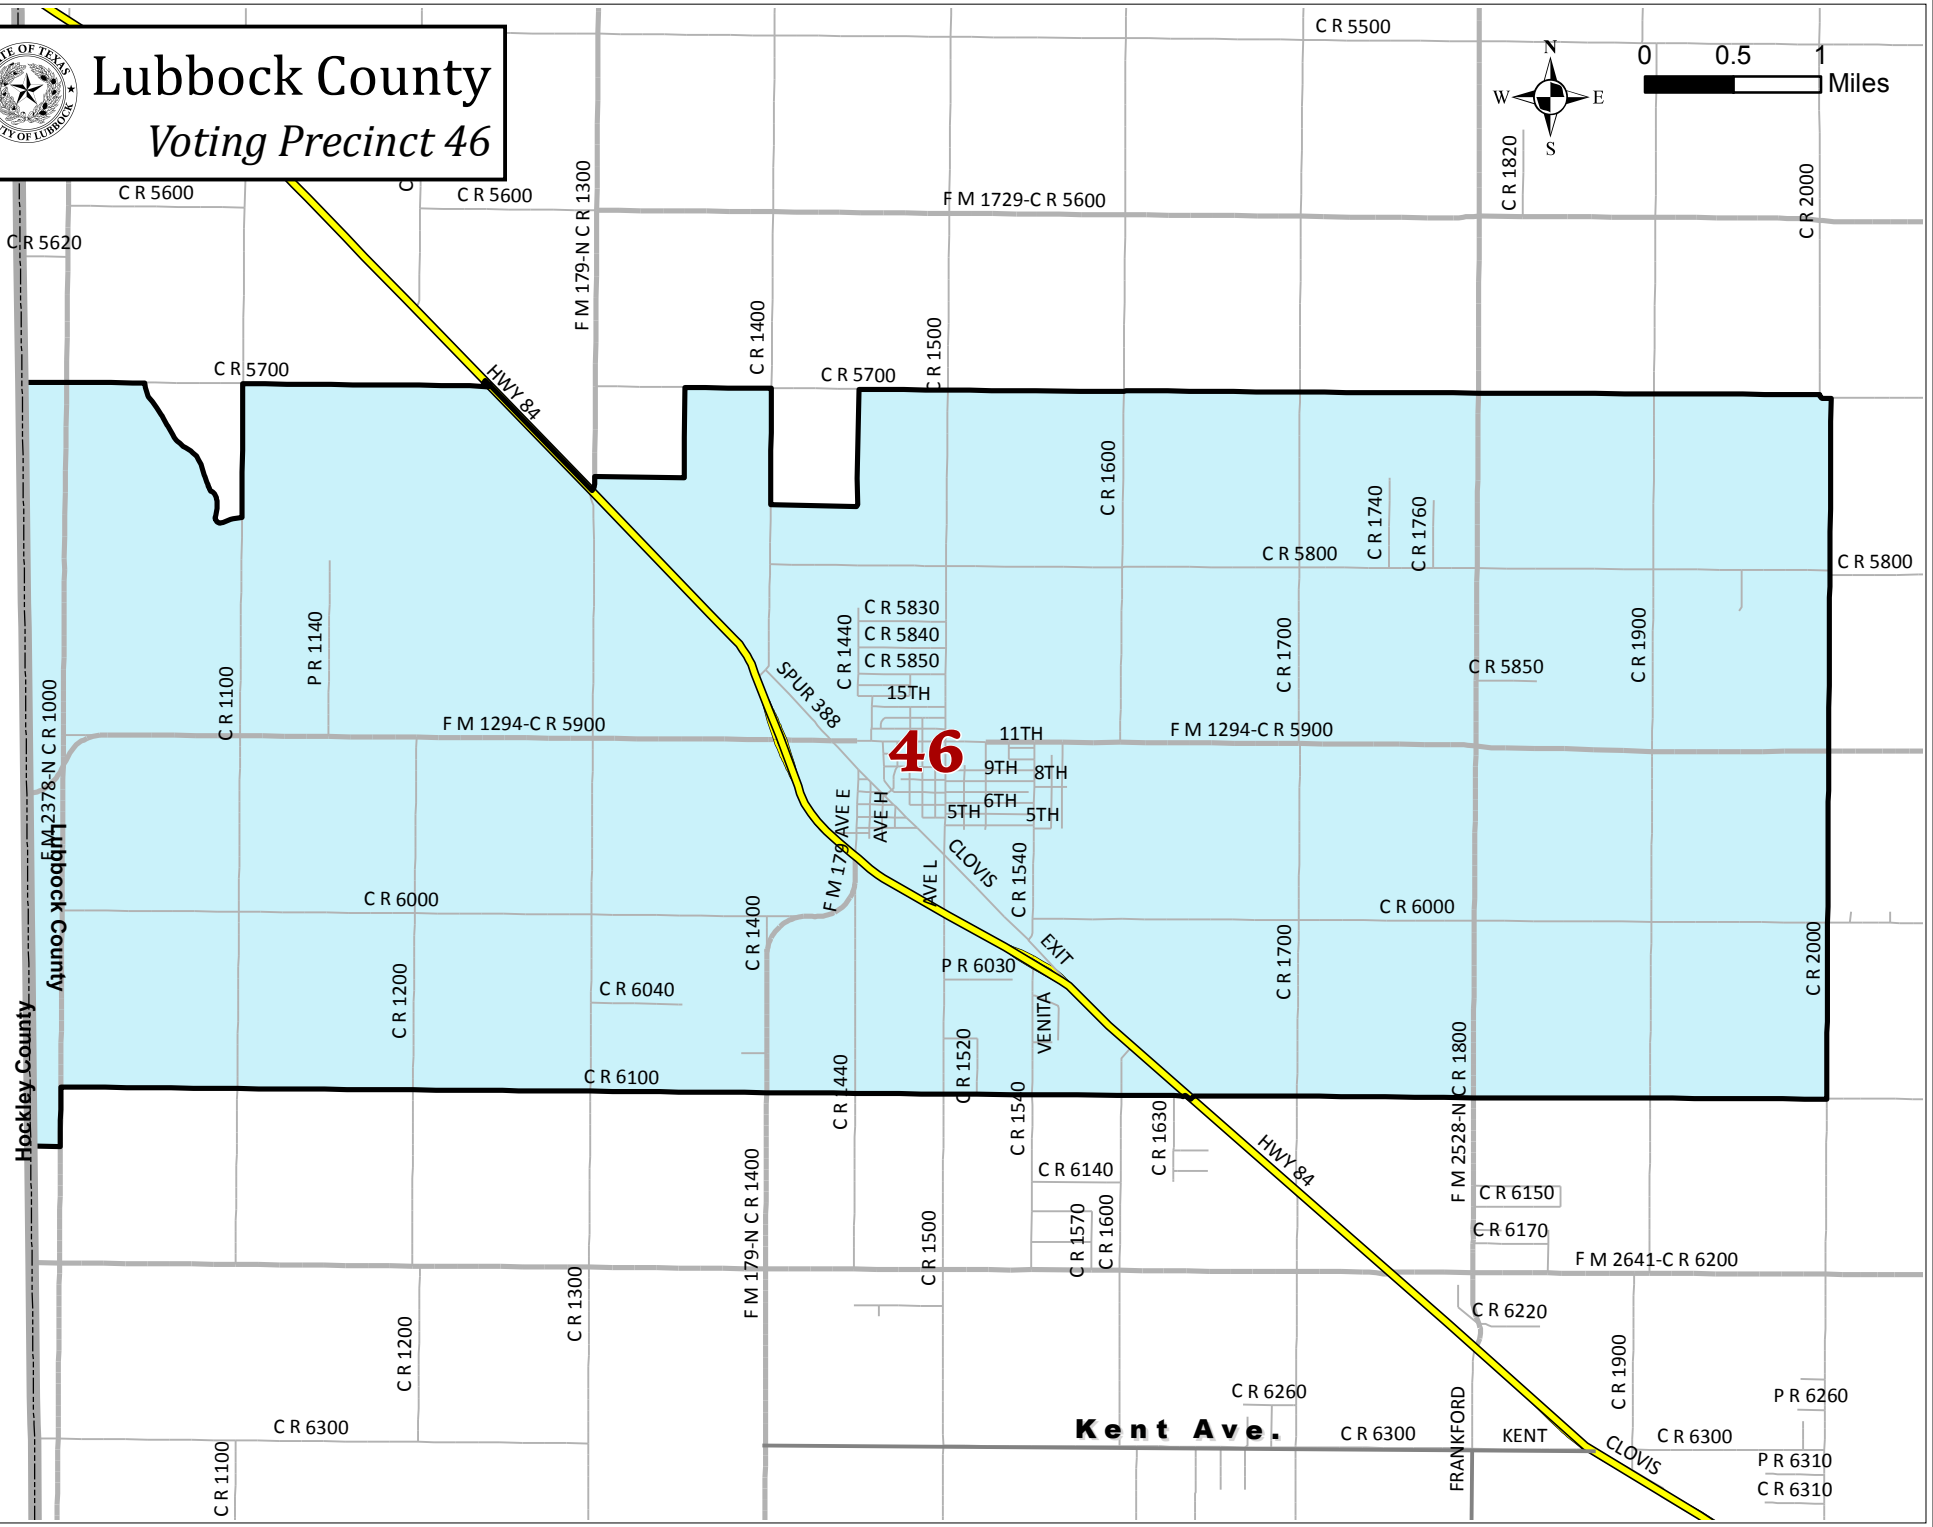 C R 5500
N
W E
S
0 0.5 1
Miles
Lubbock County
Voting Precinct 46
C R 5600
C R 5600
F M 1729-C R 5600
C R 5620
F M 179-N C R 1300
C R 1820
C R 2000
C R 1400
C R 1500
C R 5700
HWY 84
C R 5700
C R 1600
C R 1740
C R 1760
C R 5800
C R 5800
C R 5830
C R 5840
C R 5850
C R 1440
P R 1140
C R 1100
C R 1700
C R 5850
C R 1900
SPUR 388
15TH
F M 2378-N C R 1000
F M 1294-C R 5900
46
11TH
F M 1294-C R 5900
9TH
8TH
6TH
5TH
5TH
AVE E
AVE H
F M 179
Lubbock County
CLOVIS
AVE L
C R 1540
C R 6000
C R 6000
C R 1400
EXIT
P R 6030
C R 1200
C R 6040
C R 1700
C R 2000
VENITA
Hockley County
C R 1520
C R 6100
C R 1440
C R 1540
C R 1630
F M 2528-N C R 1800
HWY 84
C R 6140
C R 6150
F M 179-N C R 1400
C R 1500
C R 1570
C R 1600
C R 6170
F M 2641-C R 6200
C R 1300
C R 1200
C R 6220
C R 1900
C R 6260
P R 6260
Kent Ave.
C R 6300
C R 6300
FRANKFORD
KENT
CLOVIS
C R 6300
C R 1100
P R 6310
C R 6310